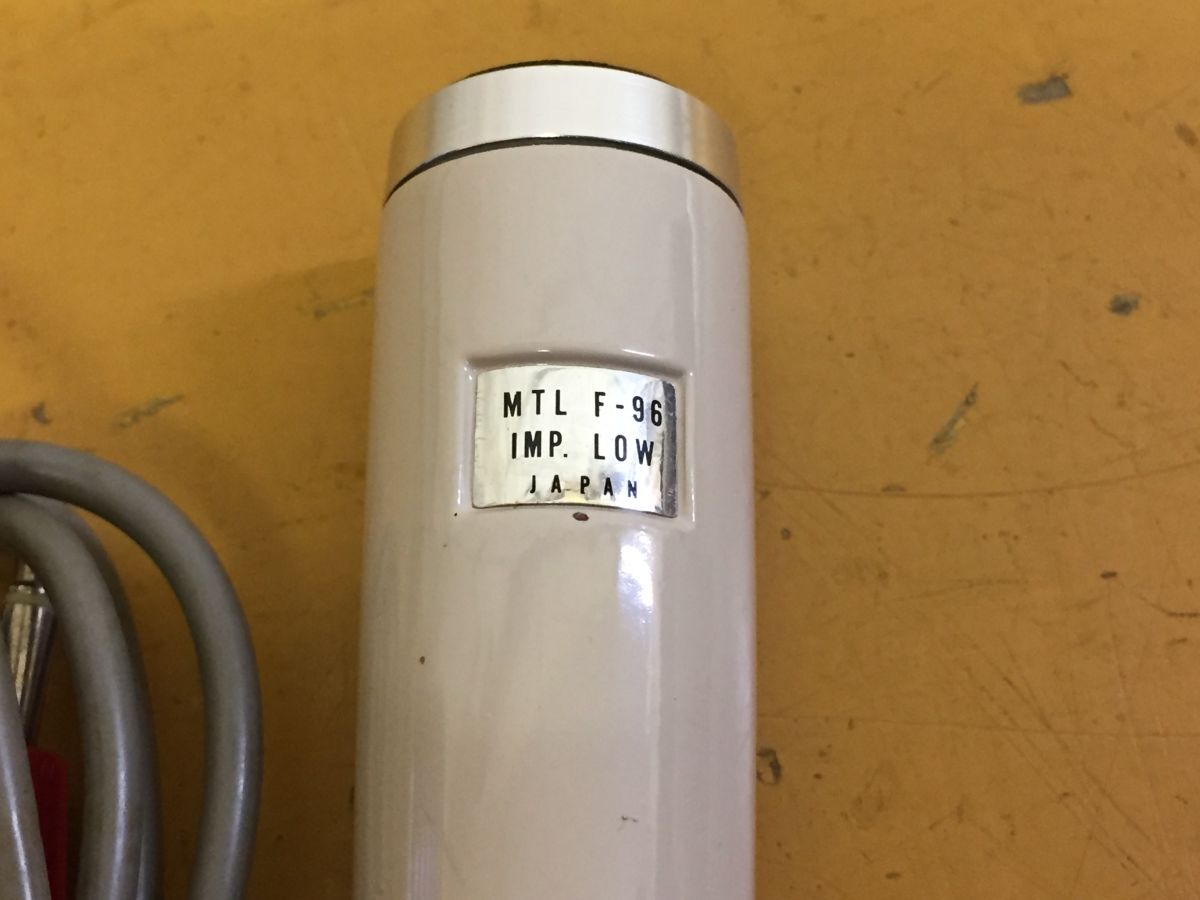 MTL F-96
IMP. LOW
JAPAN